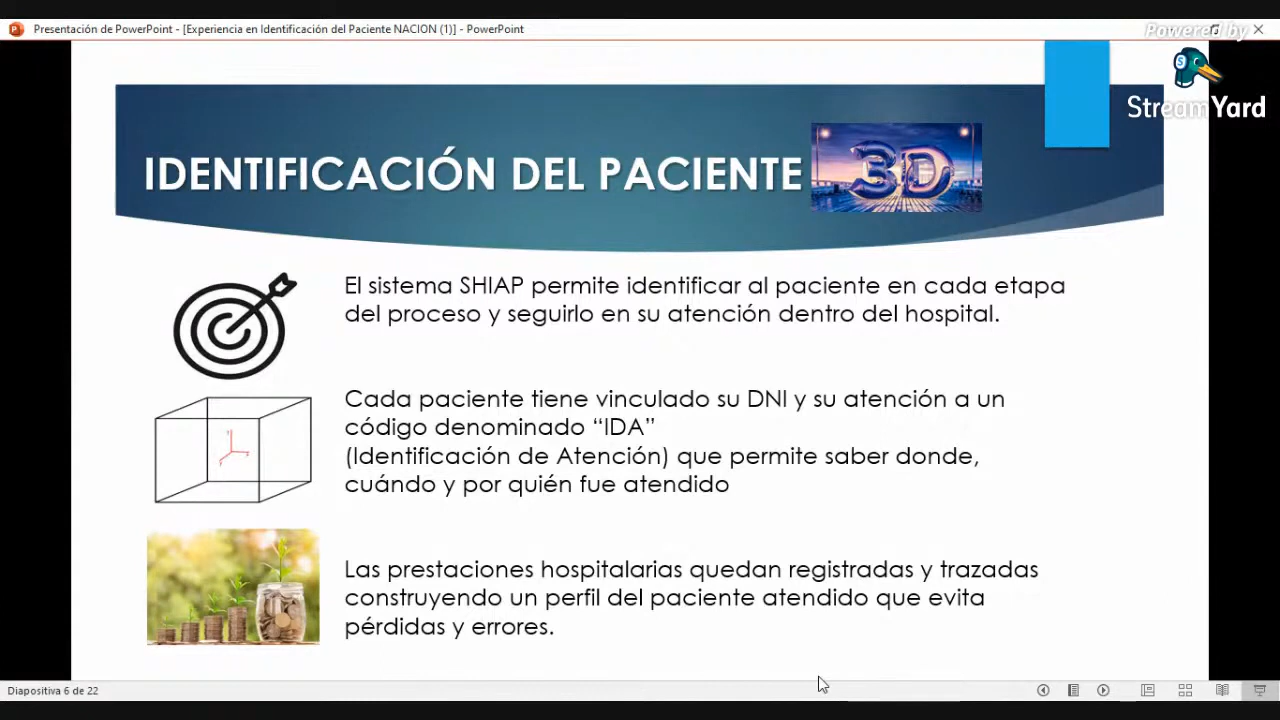 Presentación de PowerPoint - [Experiencia en Identificación del Paciente NACION (1)] - PowerPoint
Powered by
StreamYard
IDENTIFICACIÓN DEL PACIENTE
3D
El sistema SHIAP permite identificar al paciente en cada etapa
del proceso y seguirlo en su atención dentro del hospital.
Cada paciente tiene vinculado su DNI y su atención a un
código denominado “IDA”
(Identificación de Atención) que permite saber donde,
cuándo y por quién fue atendido
Las prestaciones hospitalarias quedan registradas y trazadas
construyendo un perfil del paciente atendido que evita
pérdidas y errores.
Diapositiva 6 de 22